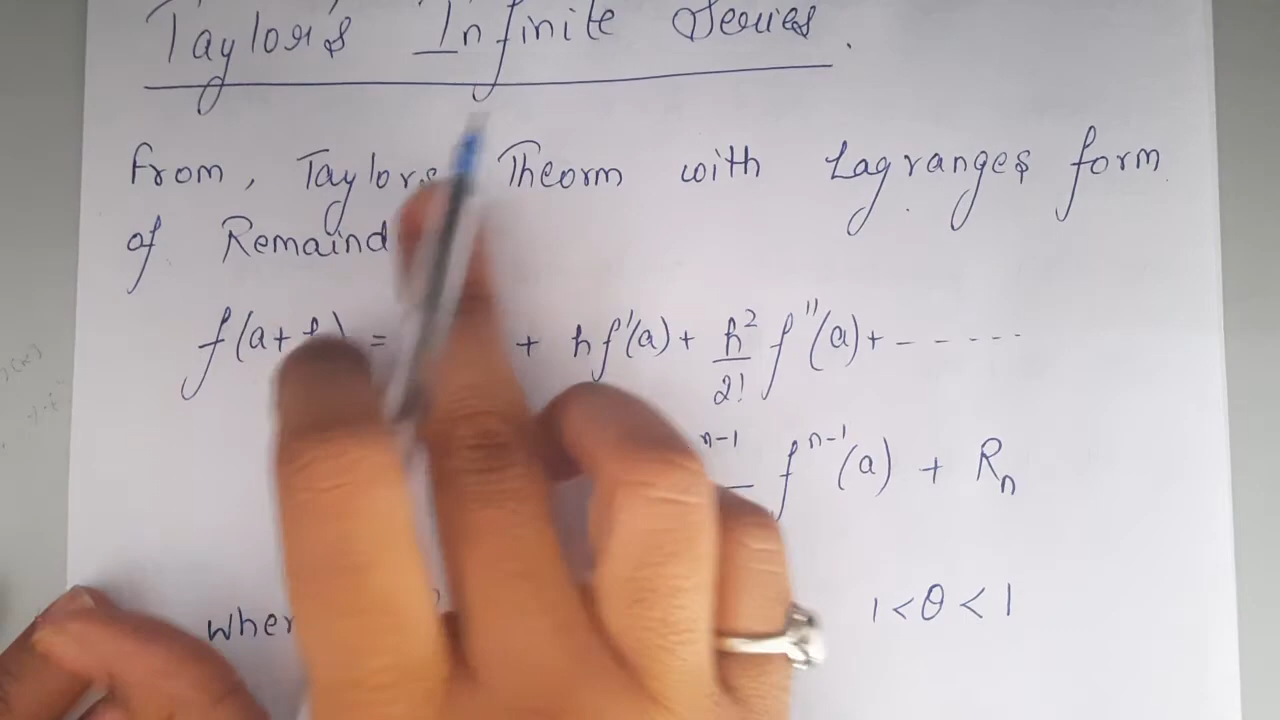 Taylor's Infinite Series.
From, Taylor's Theorm with Lagranges form
of Remaind
f(a+h) = + hf'(a) + h²/2! f''(a) + - - - - - -
n-1 f^{n-1}(a) + Rₙ
wher 1 < θ < 1